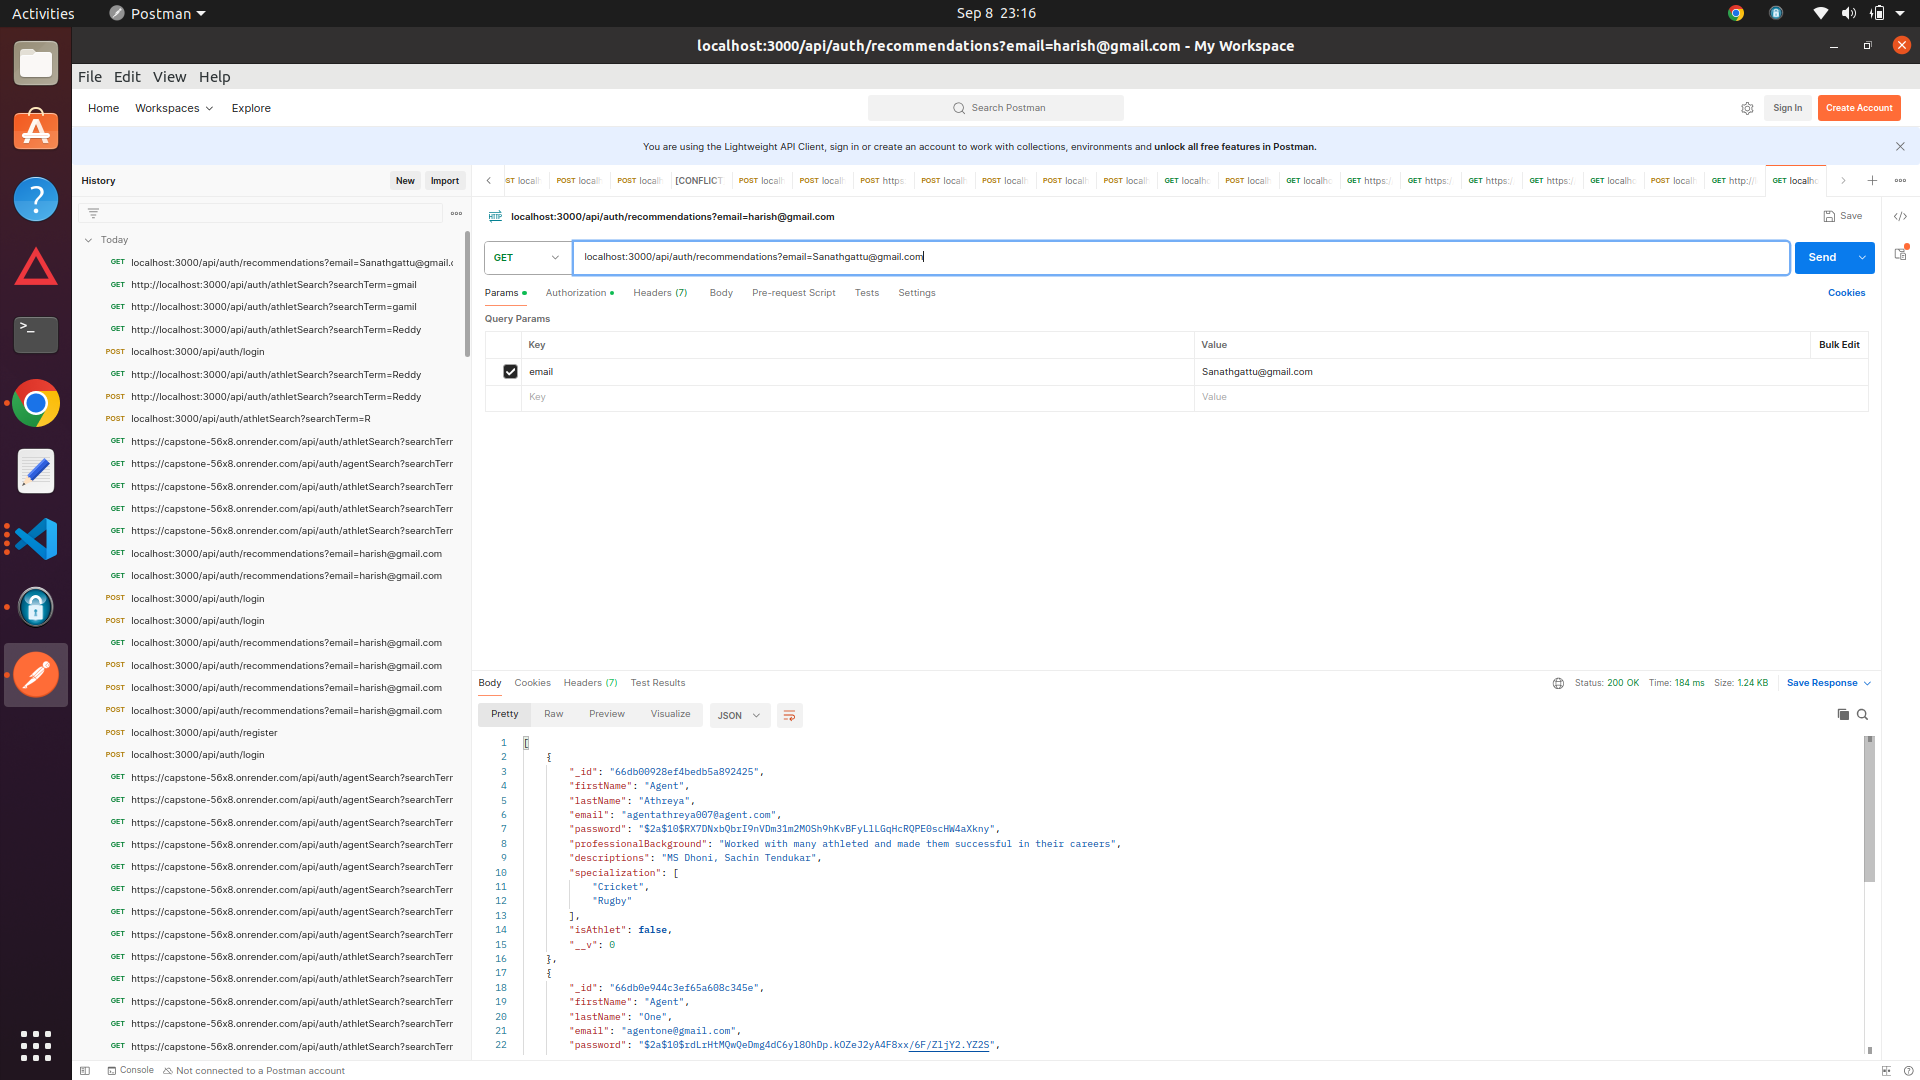 Activities
Postman
Sep 8 23:16
localhost:3000/api/auth/recommendations?email=harish@gmail.com - My Workspace
File Edit View Help
Home Workspaces Explore
Search Postman
Sign In
Create Account
You are using the Lightweight API Client, sign in or create an account to work with collections, environments and unlock all free features in Postman.
History
New
Import
Today
GET localhost:3000/api/auth/recommendations?email=Sanathgattu@gmail.c
GET http://localhost:3000/api/auth/athletSearch?searchTerm=gmail
GET http://localhost:3000/api/auth/athletSearch?searchTerm=gamil
GET http://localhost:3000/api/auth/athletSearch?searchTerm=Reddy
POST localhost:3000/api/auth/login
GET http://localhost:3000/api/auth/athletSearch?searchTerm=Reddy
POST http://localhost:3000/api/auth/athletSearch?searchTerm=Reddy
POST localhost:3000/api/auth/athletSearch?searchTerm=R
GET https://capstone-56x8.onrender.com/api/auth/athletSearch?searchTerr
GET https://capstone-56x8.onrender.com/api/auth/agentSearch?searchTerr
GET https://capstone-56x8.onrender.com/api/auth/athletSearch?searchTerr
GET https://capstone-56x8.onrender.com/api/auth/athletSearch?searchTerr
GET https://capstone-56x8.onrender.com/api/auth/athletSearch?searchTerr
GET localhost:3000/api/auth/recommendations?email=harish@gmail.com
GET localhost:3000/api/auth/recommendations?email=harish@gmail.com
POST localhost:3000/api/auth/login
POST localhost:3000/api/auth/login
GET localhost:3000/api/auth/recommendations?email=harish@gmail.com
POST localhost:3000/api/auth/recommendations?email=harish@gmail.com
POST localhost:3000/api/auth/recommendations?email=harish@gmail.com
POST localhost:3000/api/auth/recommendations?email=harish@gmail.com
POST localhost:3000/api/auth/register
POST localhost:3000/api/auth/login
GET https://capstone-56x8.onrender.com/api/auth/agentSearch?searchTerr
GET https://capstone-56x8.onrender.com/api/auth/agentSearch?searchTerr
GET https://capstone-56x8.onrender.com/api/auth/agentSearch?searchTerr
GET https://capstone-56x8.onrender.com/api/auth/agentSearch?searchTerr
GET https://capstone-56x8.onrender.com/api/auth/agentSearch?searchTerr
GET https://capstone-56x8.onrender.com/api/auth/agentSearch?searchTerr
GET https://capstone-56x8.onrender.com/api/auth/agentSearch?searchTerr
GET https://capstone-56x8.onrender.com/api/auth/agentSearch?searchTerr
GET https://capstone-56x8.onrender.com/api/auth/athletSearch?searchTerr
GET https://capstone-56x8.onrender.com/api/auth/athletSearch?searchTerr
GET https://capstone-56x8.onrender.com/api/auth/athletSearch?searchTerr
GET https://capstone-56x8.onrender.com/api/auth/athletSearch?searchTerr
GET https://capstone-56x8.onrender.com/api/auth/athletSearch?searchTerr
ST localh POST localh POST localh [CONFLICT POST localh POST localh POST https: POST localh POST localh POST localh POST localh GET localho POST localh GET localho GET https:/ GET https:/ GET https:/ GET https:/ GET localho POST localh GET http://l GET localho
HTTP localhost:3000/api/auth/recommendations?email=harish@gmail.com
Save
GET
localhost:3000/api/auth/recommendations?email=Sanathgattu@gmail.com
Send
Params Authorization Headers (7) Body Pre-request Script Tests Settings
Cookies
Query Params
Key Value Bulk Edit
email Sanathgattu@gmail.com
Key Value
Body Cookies Headers (7) Test Results
Status: 200 OK Time: 184 ms Size: 1.24 KB
Save Response
Pretty Raw Preview Visualize JSON
1 [
2 {
3 "_id": "66db00928ef4bedb5a892425",
4 "firstName": "Agent",
5 "lastName": "Athreya",
6 "email": "agentathreya007@agent.com",
7 "password": "$2a$10$RX7DNxbQbrI9nVDm31m2MOSh9hKvBFyLlLGqHcRQPE0scHW4aXkny",
8 "professionalBackground": "Worked with many athleted and made them successful in their careers",
9 "descriptions": "MS Dhoni, Sachin Tendukar",
10 "specialization": [
11 "Cricket",
12 "Rugby"
13 ],
14 "isAthlet": false,
15 "__v": 0
16 },
17 {
18 "_id": "66db0e944c3ef65a608c345e",
19 "firstName": "Agent",
20 "lastName": "One",
21 "email": "agentone@gmail.com",
22 "password": "$2a$10$rdLrHtMQwQeDmg4dC6yl8OhDp.kOZeJ2yA4F8xx/6F/ZljY2.YZ2S",
Console
Not connected to a Postman account